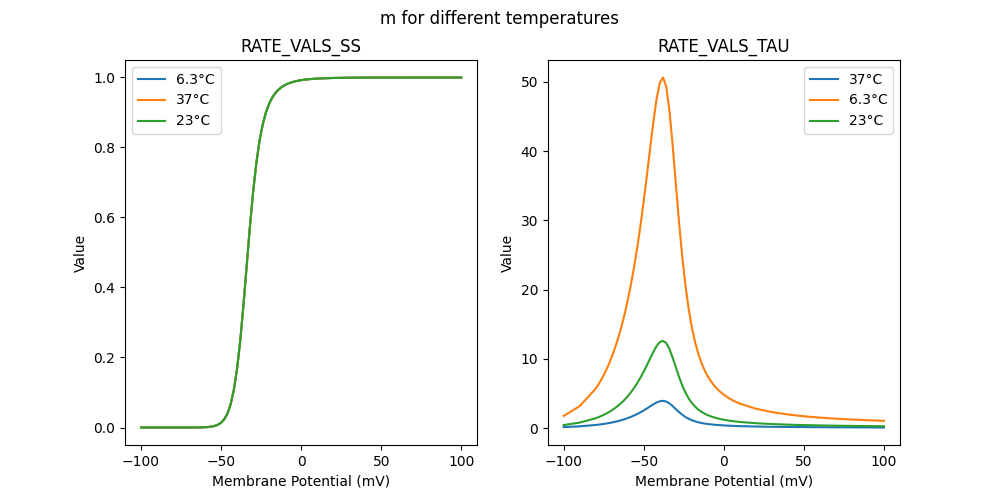 m for different temperatures
RATE_VALS_SS
RATE_VALS_TAU
6.3°C
37°C
23°C
37°C
6.3°C
23°C
1.0
0.8
0.6
0.4
0.2
0.0
Value
−100
−50
0
50
100
Membrane Potential (mV)
50
40
30
20
10
0
Value
−100
−50
0
50
100
Membrane Potential (mV)